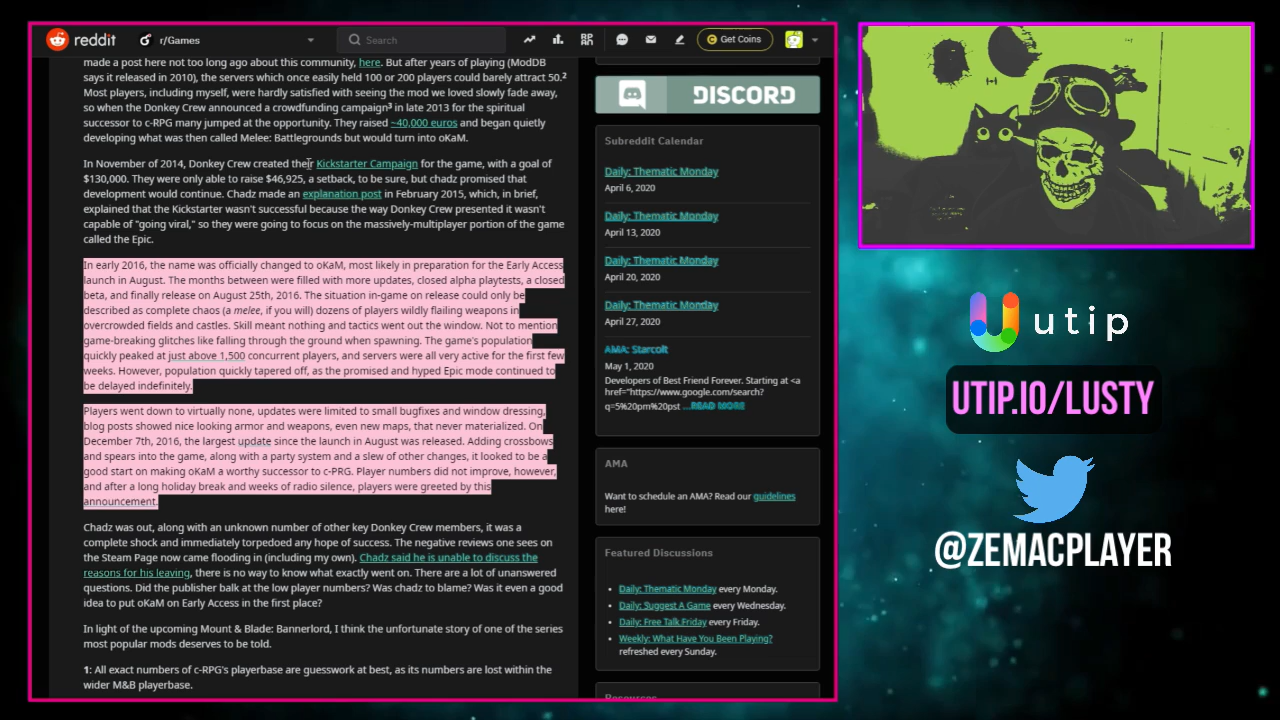 reddit
r/Games
Search
Get Coins
made a post here not too long ago about this community, here. But after years of playing (ModDB
says it released in 2010), the servers which once easily held 100 or 200 players could barely attract 50.²
Most players, including myself, were hardly satisfied with seeing the mod we loved slowly fade away,
so when the Donkey Crew announced a crowdfunding campaign³ in late 2013 for the spiritual
successor to c-RPG many jumped at the opportunity. They raised ~40,000 euros and began quietly
developing what was then called Melee: Battlegrounds but would turn into oKaM.
In November of 2014, Donkey Crew created their Kickstarter Campaign for the game, with a goal of
$130,000. They were only able to raise $46,925, a setback, to be sure, but chadz promised that
development would continue. Chadz made an explanation post in February 2015, which, in brief,
explained that the Kickstarter wasn't successful because the way Donkey Crew presented it wasn't
capable of "going viral," so they were going to focus on the massively-multiplayer portion of the game
called the Epic.
In early 2016, the name was officially changed to oKaM, most likely in preparation for the Early Access
launch in August. The months between were filled with more updates, closed alpha playtests, a closed
beta, and finally release on August 25th, 2016. The situation in-game on release could only be
described as complete chaos (a melee, if you will) dozens of players wildly flailing weapons in
overcrowded fields and castles. Skill meant nothing and tactics went out the window. Not to mention
game-breaking glitches like falling through the ground when spawning. The game's population
quickly peaked at just above 1,500 concurrent players, and servers were all very active for the first few
weeks. However, population quickly tapered off, as the promised and hyped Epic mode continued to
be delayed indefinitely.
Players went down to virtually none, updates were limited to small bugfixes and window dressing,
blog posts showed nice looking armor and weapons, even new maps, that never materialized. On
December 7th, 2016, the largest update since the launch in August was released. Adding crossbows
and spears into the game, along with a party system and a slew of other changes, it looked to be a
good start on making oKaM a worthy successor to c-PRG. Player numbers did not improve, however,
and after a long holiday break and weeks of radio silence, players were greeted by this
announcement.
Chadz was out, along with an unknown number of other key Donkey Crew members, it was a
complete shock and immediately torpedoed any hope of success. The negative reviews one sees on
the Steam Page now came flooding in (including my own). Chadz said he is unable to discuss the
reasons for his leaving, there is no way to know what exactly went on. There are a lot of unanswered
questions. Did the publisher balk at the low player numbers? Was chadz to blame? Was it even a good
idea to put oKaM on Early Access in the first place?
In light of the upcoming Mount & Blade: Bannerlord, I think the unfortunate story of one of the series
most popular mods deserves to be told.
1: All exact numbers of c-RPG's playerbase are guesswork at best, as its numbers are lost within the
wider M&B playerbase.
DISCORD
Subreddit Calendar
Daily: Thematic Monday
April 6, 2020
Daily: Thematic Monday
April 13, 2020
Daily: Thematic Monday
April 20, 2020
Daily: Thematic Monday
April 27, 2020
AMA: Starcolt
May 1, 2020
Developers of Best Friend Forever. Starting at <a
href="https://www.google.com/search?
q=5%20pm%20pst ...READ MORE
AMA
Want to schedule an AMA? Read our guidelines
here!
Featured Discussions
Daily: Thematic Monday every Monday.
Daily: Suggest A Game every Wednesday.
Daily: Free Talk Friday every Friday.
Weekly: What Have You Been Playing?
refreshed every Sunday.
Resources
utip
UTIP.IO/LUSTY
@ZEMACPLAYER